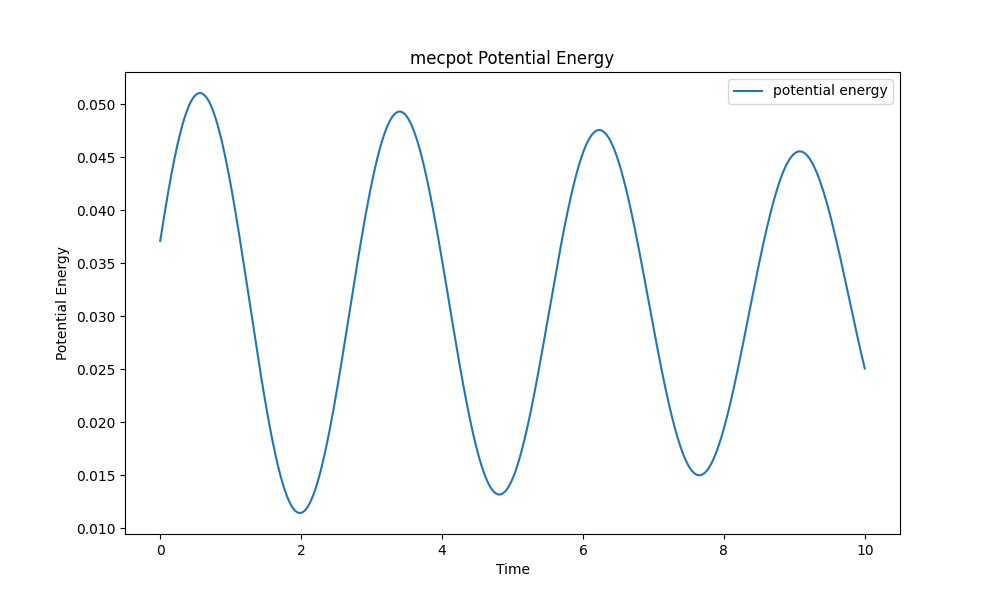 mecpot Potential Energy
potential energy
Potential Energy
0.050
0.045
0.040
0.035
0.030
0.025
0.020
0.015
0.010
0 2 4 6 8 10
Time